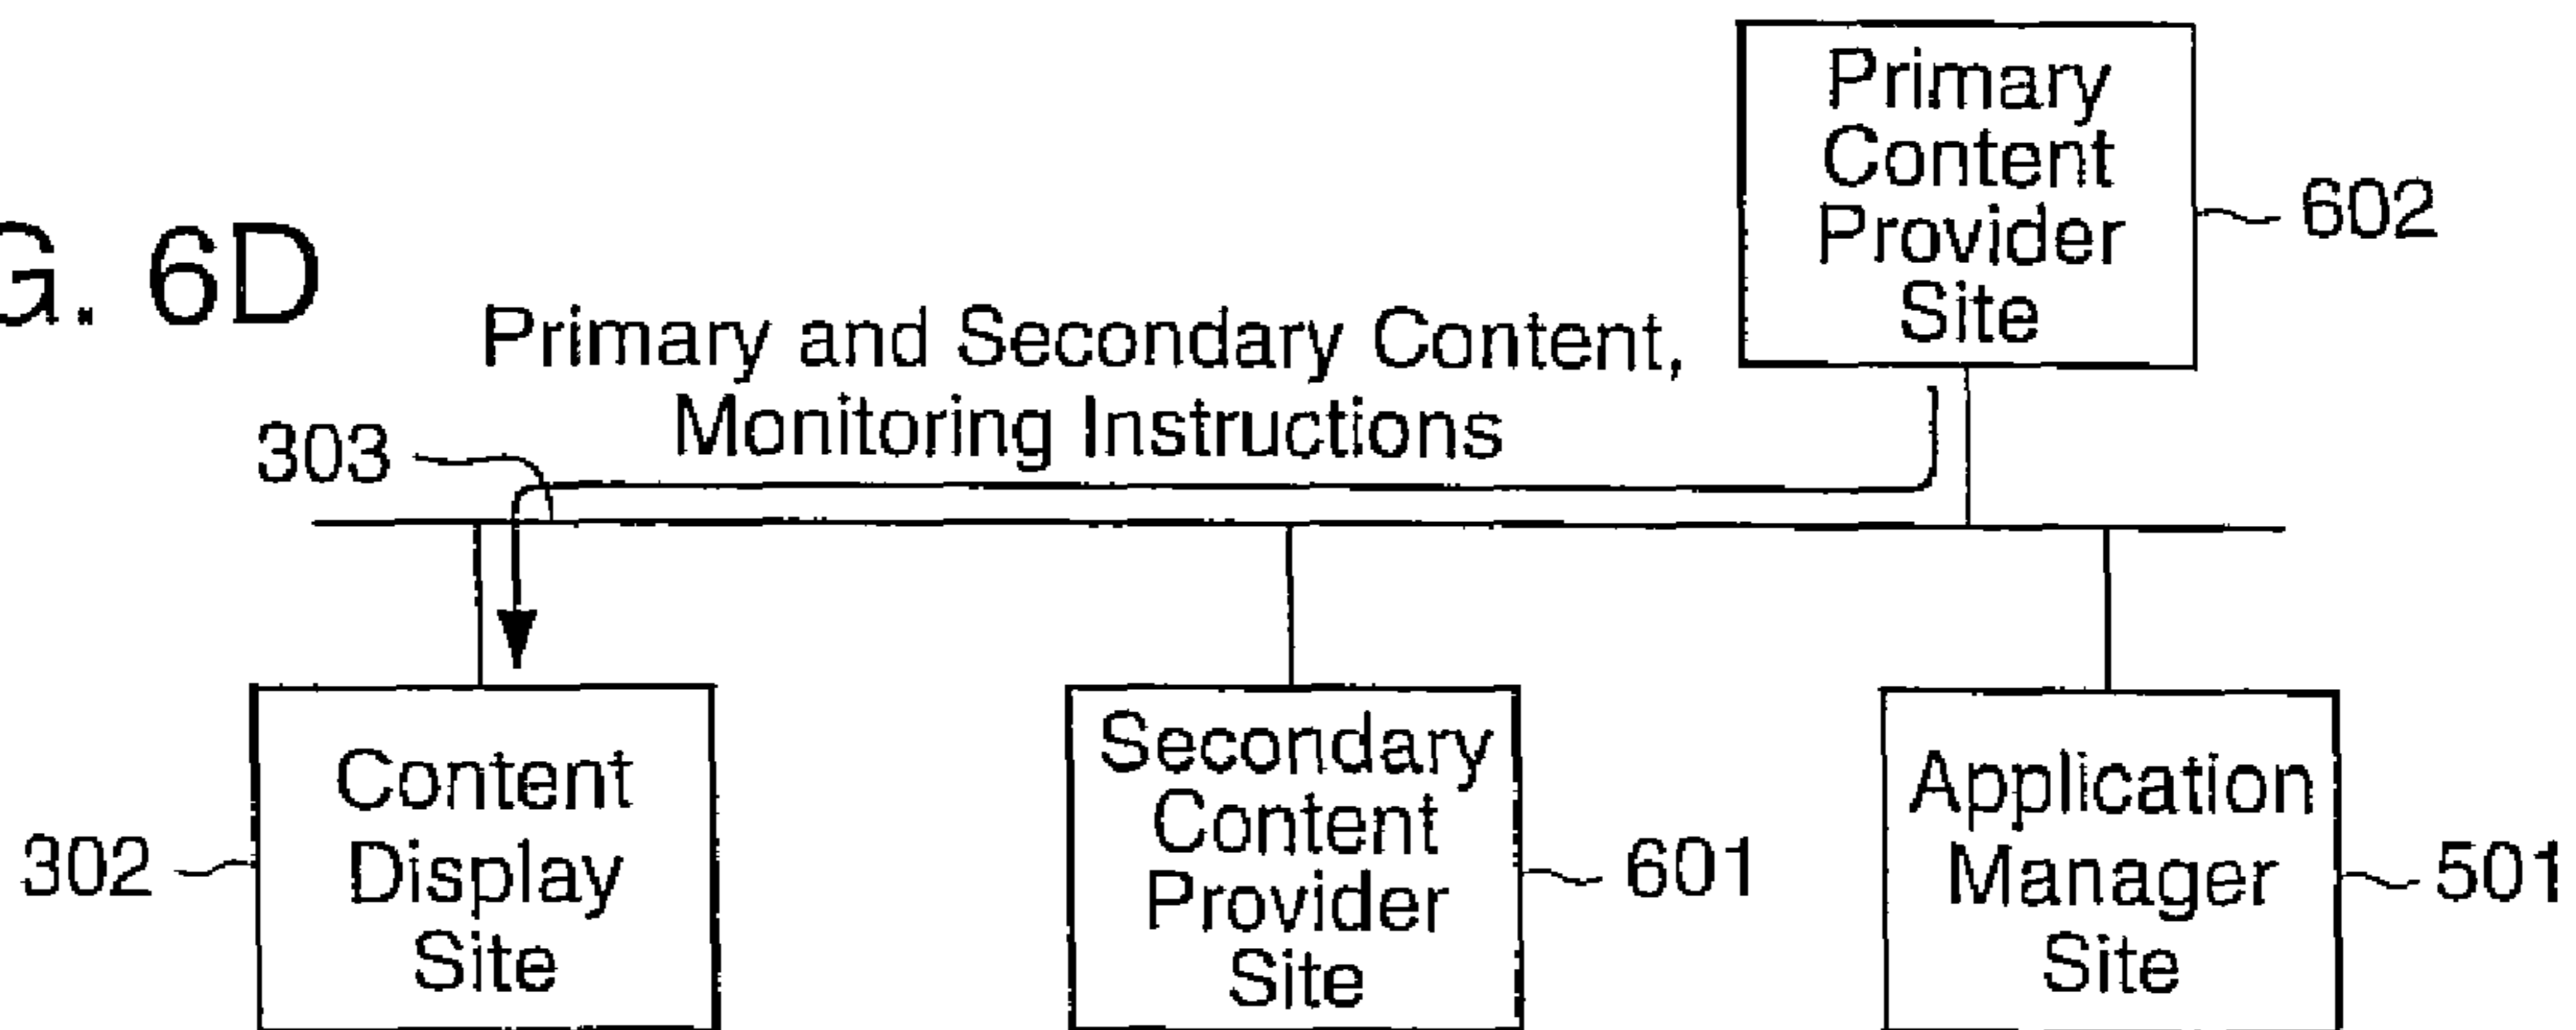 Primary
Content
Provider
Site
602
G. 6D
Primary and Secondary Content,
Monitoring Instructions
303
Content
Display
Site
302
Secondary
Content
Provider
Site
601
Application
Manager
Site
501